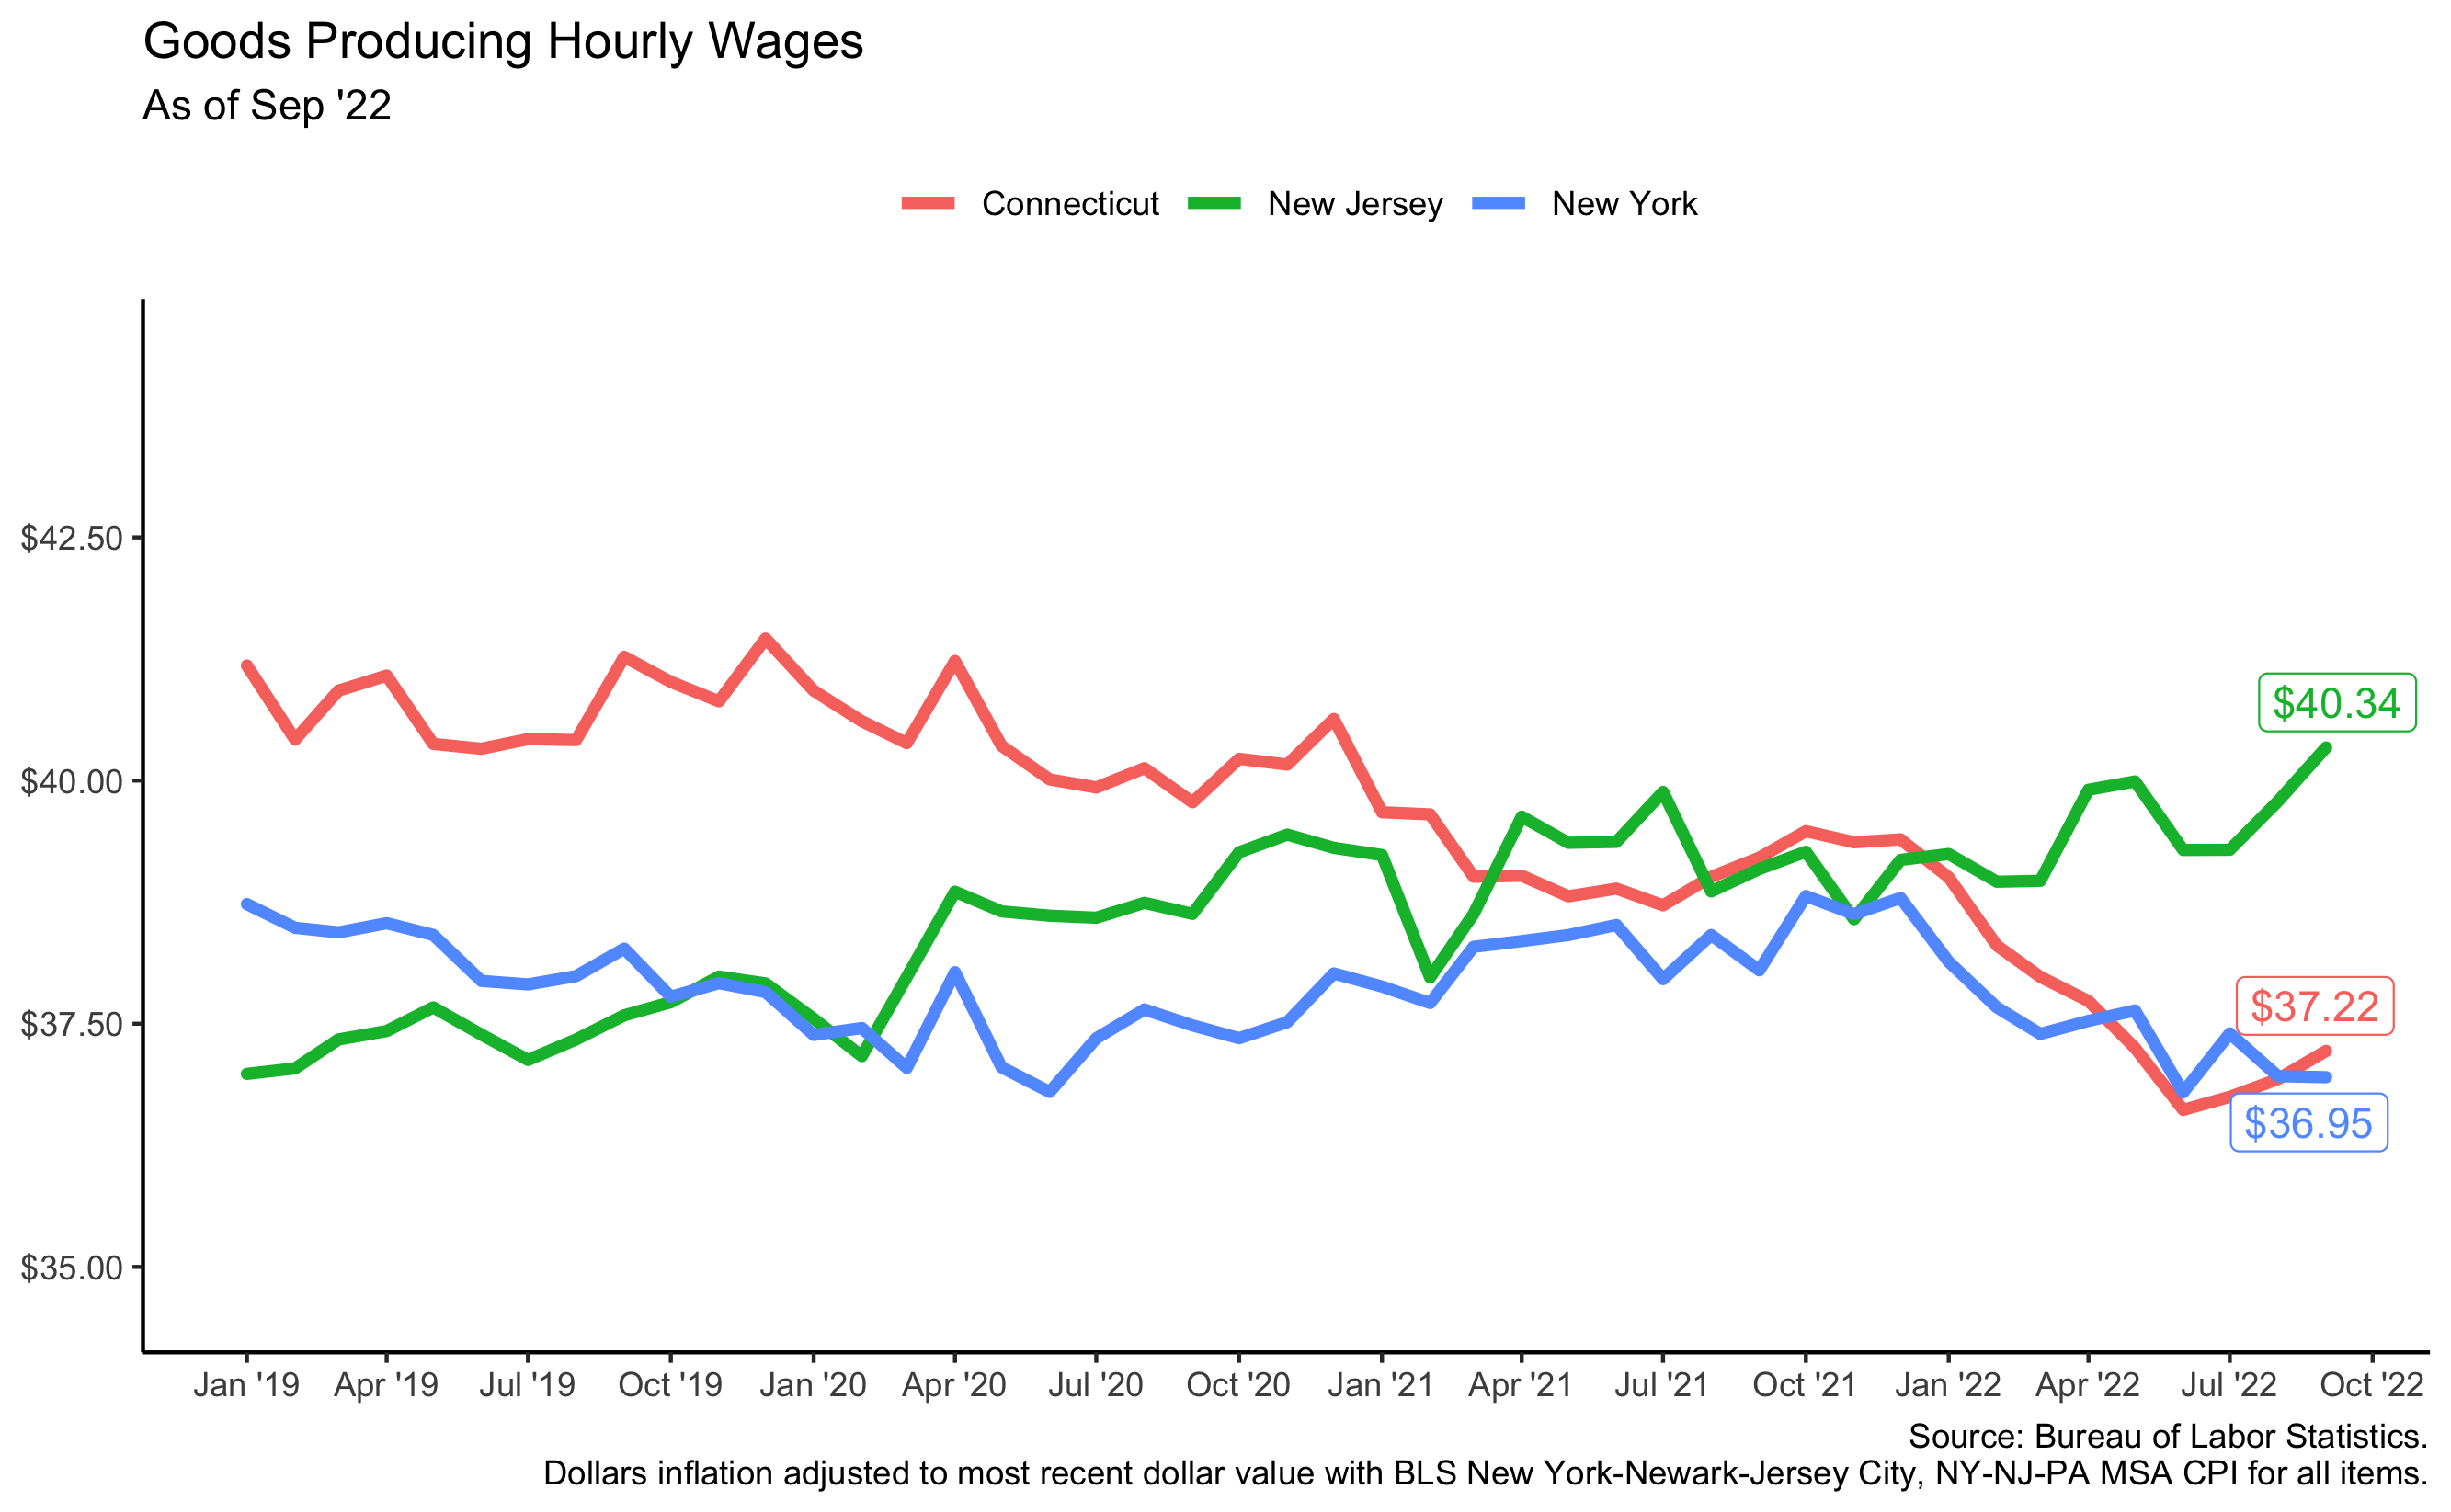 Goods Producing Hourly Wages
As of Sep '22
Connecticut New Jersey New York
$42.50
$40.00
$37.50
$35.00
$40.34
$37.22
$36.95
Jan '19 Apr '19 Jul '19 Oct '19 Jan '20 Apr '20 Jul '20 Oct '20 Jan '21 Apr '21 Jul '21 Oct '21 Jan '22 Apr '22 Jul '22 Oct '22
Source: Bureau of Labor Statistics.
Dollars inflation adjusted to most recent dollar value with BLS New York-Newark-Jersey City, NY-NJ-PA MSA CPI for all items.